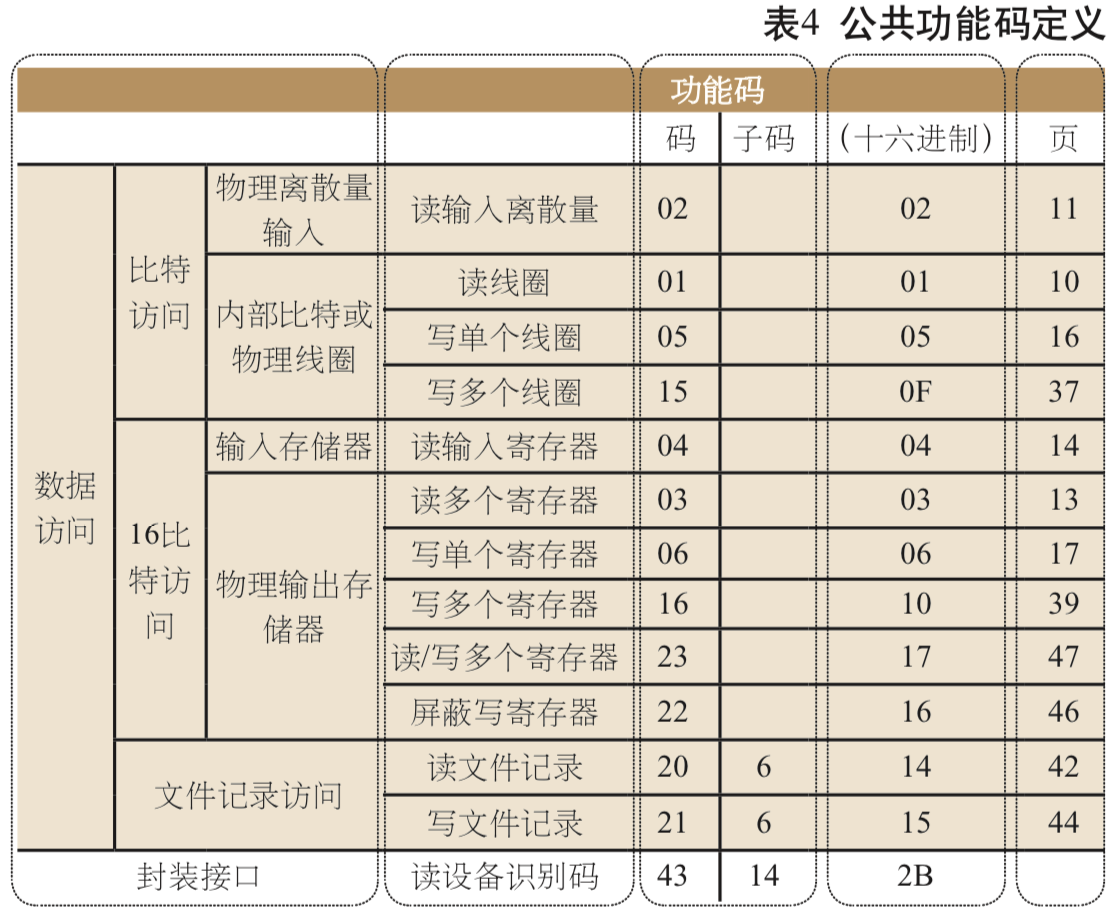 表4 公共功能码定义
功能码
码 子码 (十六进制) 页
数据
访问
比特
访问
物理离散量
输入
读输入离散量 02 02 11
内部比特或
物理线圈
读线圈 01 01 10
写单个线圈 05 05 16
写多个线圈 15 0F 37
16比
特访
问
输入存储器 读输入寄存器 04 04 14
物理输出存
储器
读多个寄存器 03 03 13
写单个寄存器 06 06 17
写多个寄存器 16 10 39
读/写多个寄存器 23 17 47
屏蔽写寄存器 22 16 46
文件记录访问
读文件记录 20 6 14 42
写文件记录 21 6 15 44
封装接口 读设备识别码 43 14 2B